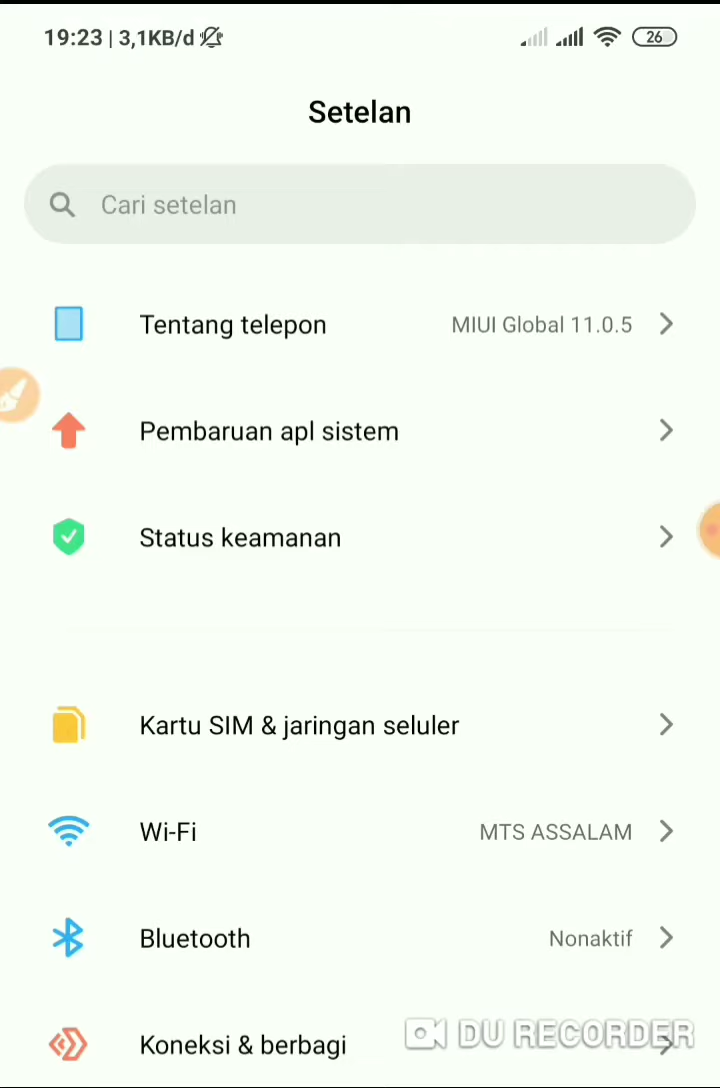 19:23 | 3,1KB/d 26
Setelan
Cari setelan
Tentang telepon MIUI Global 11.0.5
Pembaruan apl sistem
Status keamanan
Kartu SIM & jaringan seluler
Wi-Fi MTS ASSALAM
Bluetooth Nonaktif
Koneksi & berbagi DU RECORDER